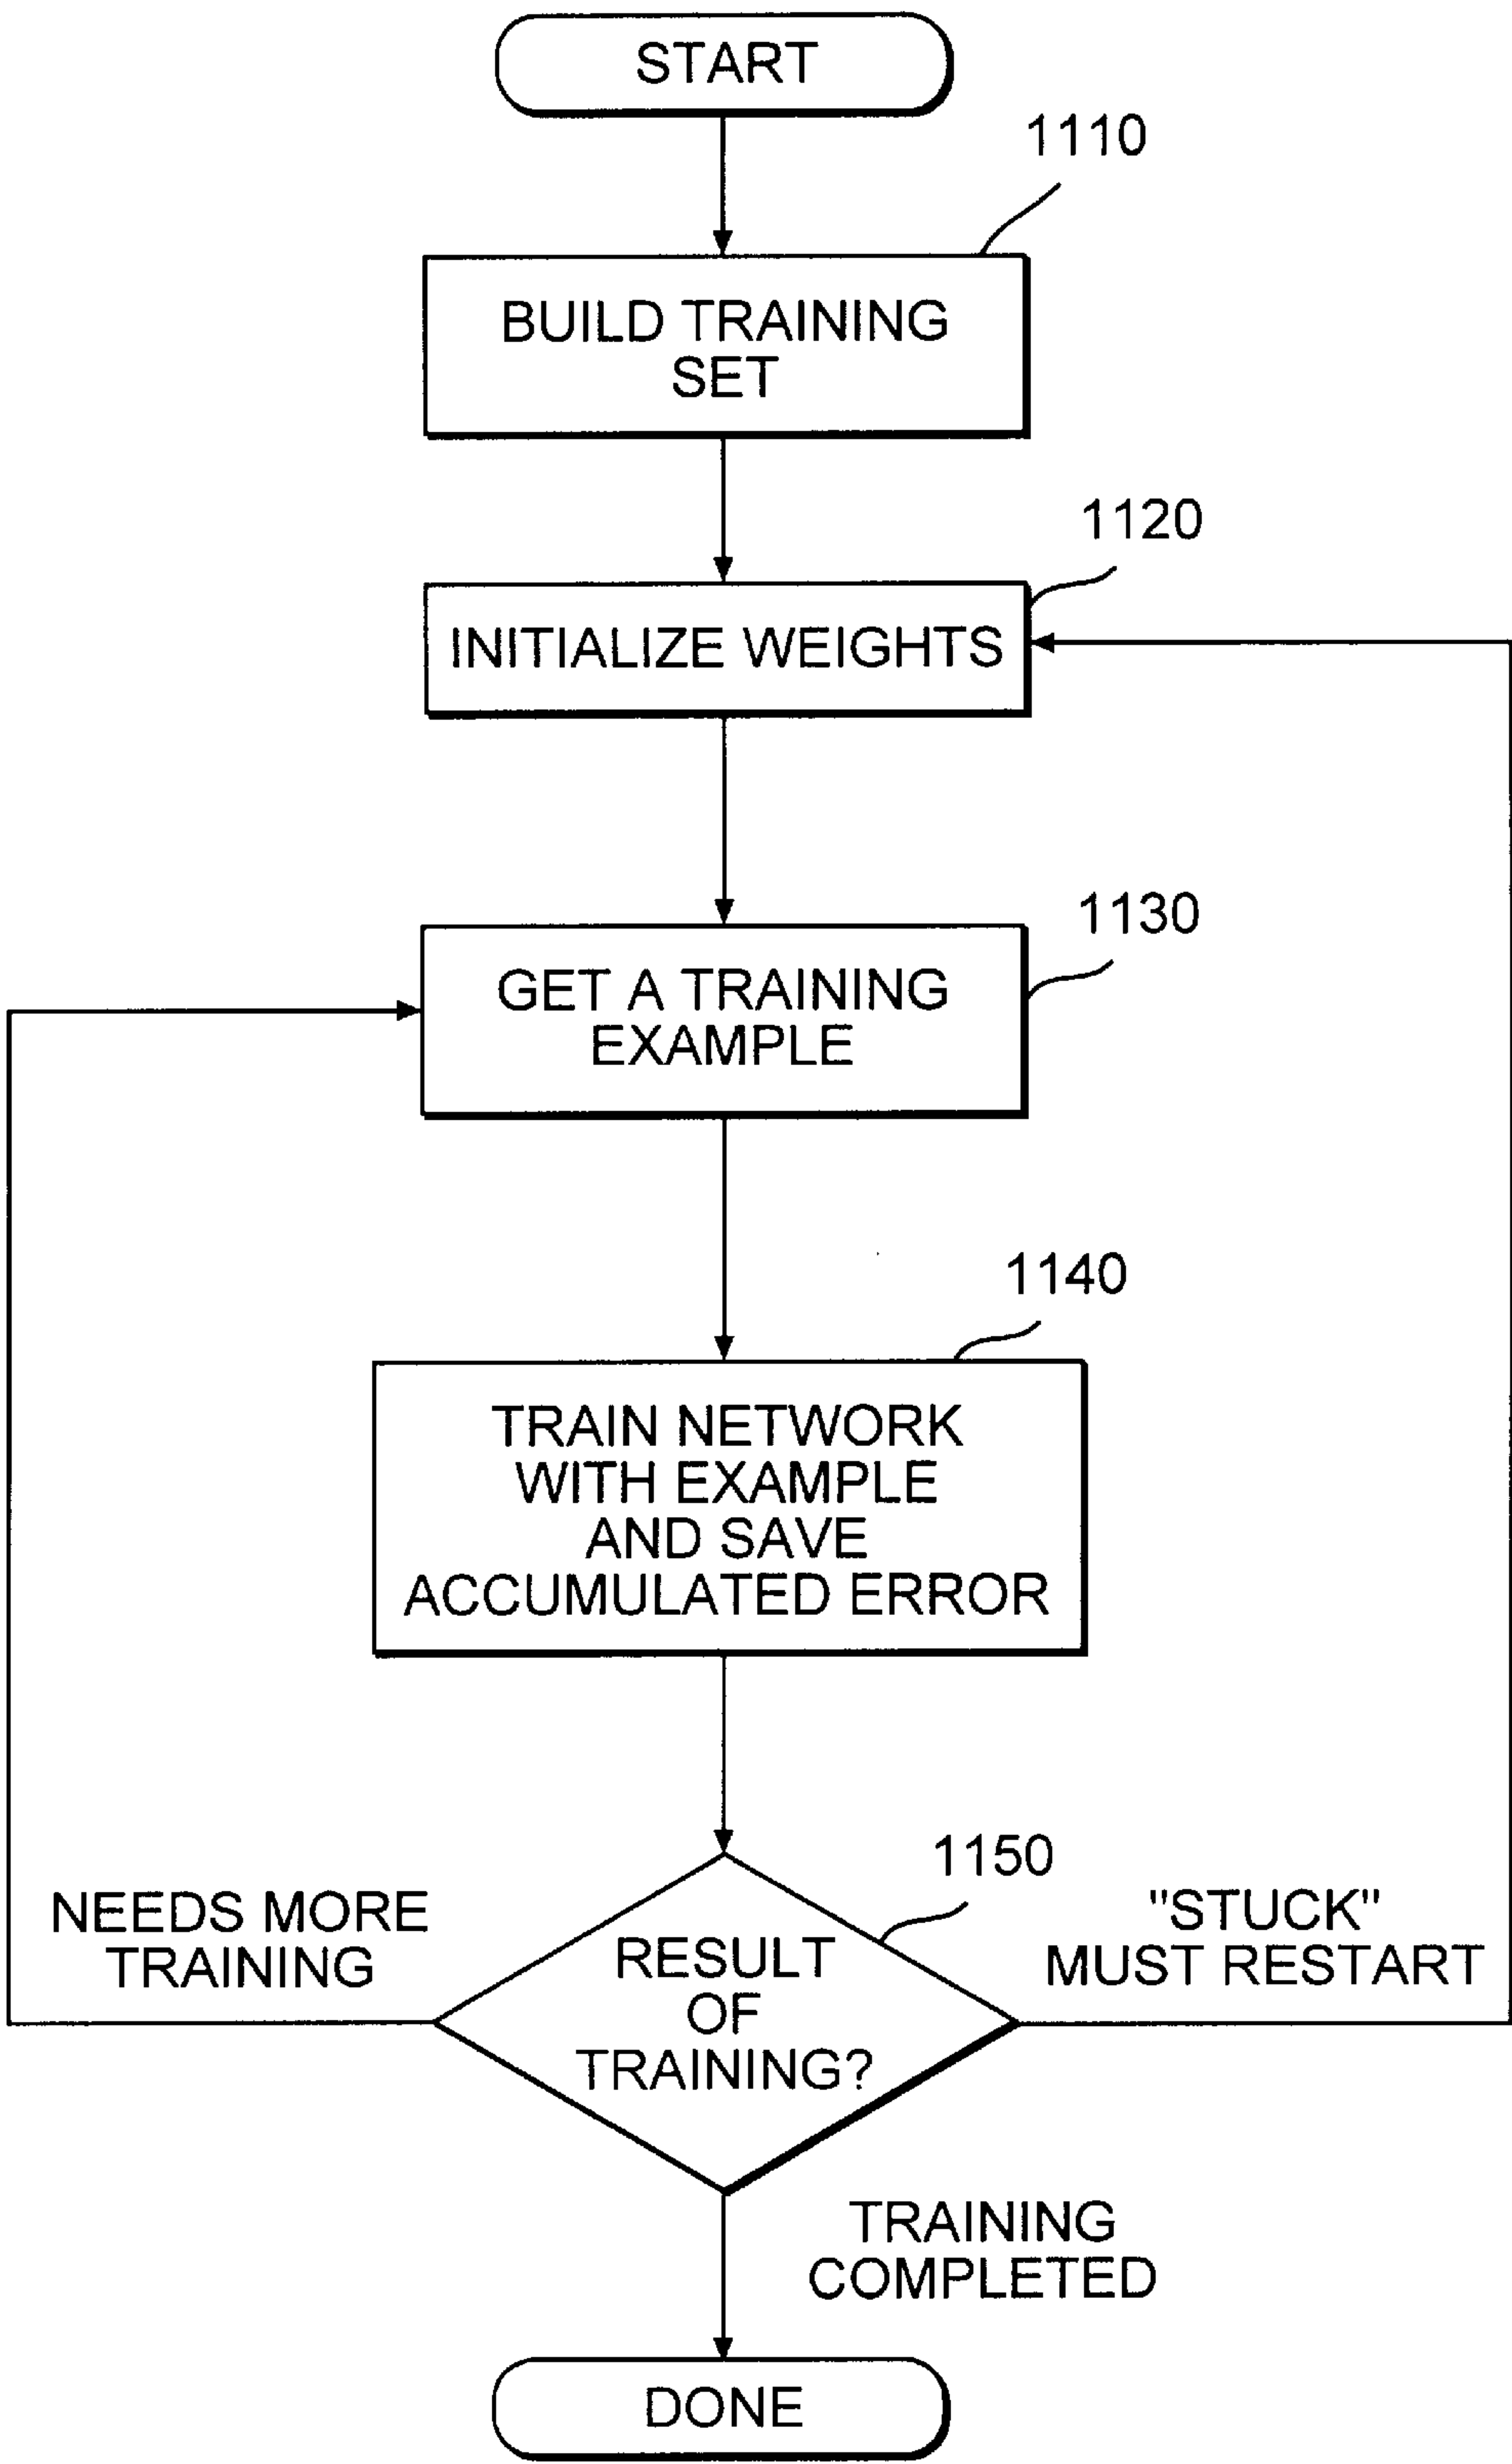 START
1110
BUILD TRAINING
SET
1120
INITIALIZE WEIGHTS
1130
GET A TRAINING
EXAMPLE
1140
TRAIN NETWORK
WITH EXAMPLE
AND SAVE
ACCUMULATED ERROR
1150
NEEDS MORE
TRAINING
RESULT
OF
TRAINING?
"STUCK"
MUST RESTART
TRAINING
COMPLETED
DONE